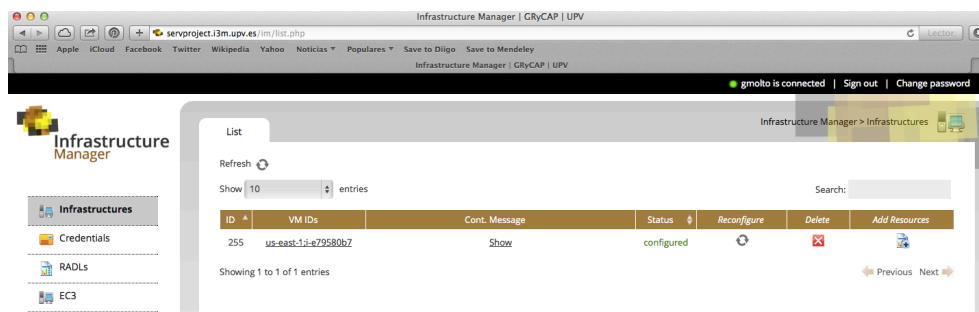 Infrastructure Manager | GRyCAP | UPV
servproject.i3m.upv.es/im/list.php
Lector
Apple iCloud Facebook Twitter Wikipedia Yahoo Noticias Populares Save to Diigo Save to Mendeley
Infrastructure Manager | GRyCAP | UPV
gmolto is connected | Sign out | Change password
Infrastructure
Manager
List
Infrastructure Manager > Infrastructures
Refresh
Show 10 entries
Search:
Infrastructures
Credentials
RADLs
EC3
ID VM IDs Cont. Message Status Reconfigure Delete Add Resources
255 us-east-1;i-e79580b7 Show configured
Showing 1 to 1 of 1 entries
Previous Next